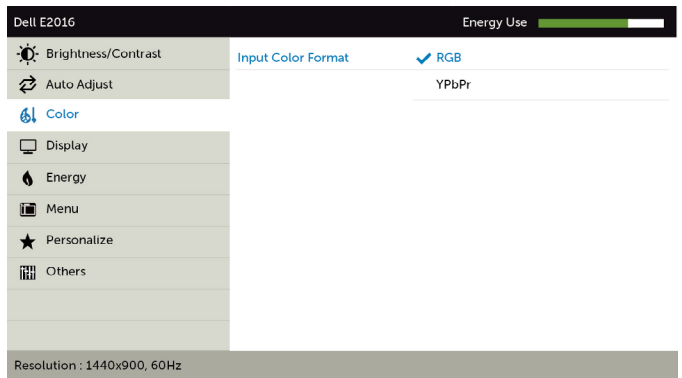 Dell E2016 Energy Use
Brightness/Contrast Input Color Format RGB
Auto Adjust YPbPr
Color
Display
Energy
Menu
Personalize
Others
Resolution : 1440x900, 60Hz